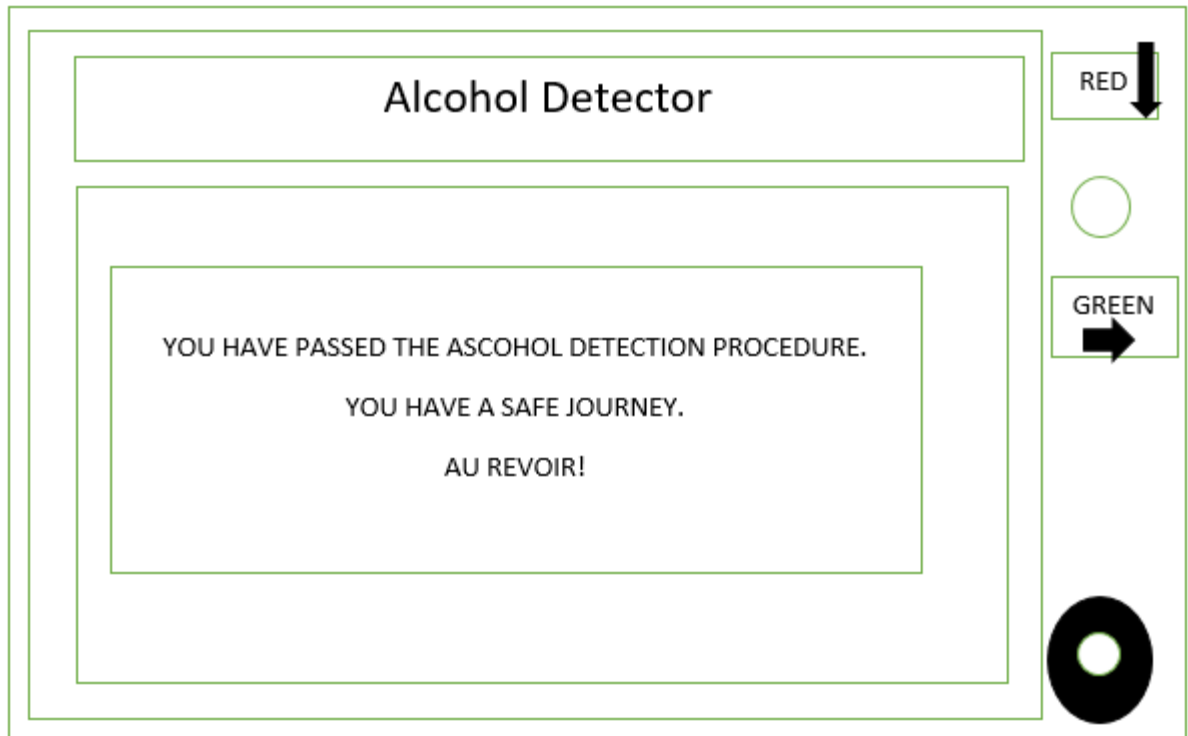 Alcohol Detector
RED
GREEN
YOU HAVE PASSED THE ASCOHOL DETECTION PROCEDURE.
YOU HAVE A SAFE JOURNEY.
AU REVOIR!